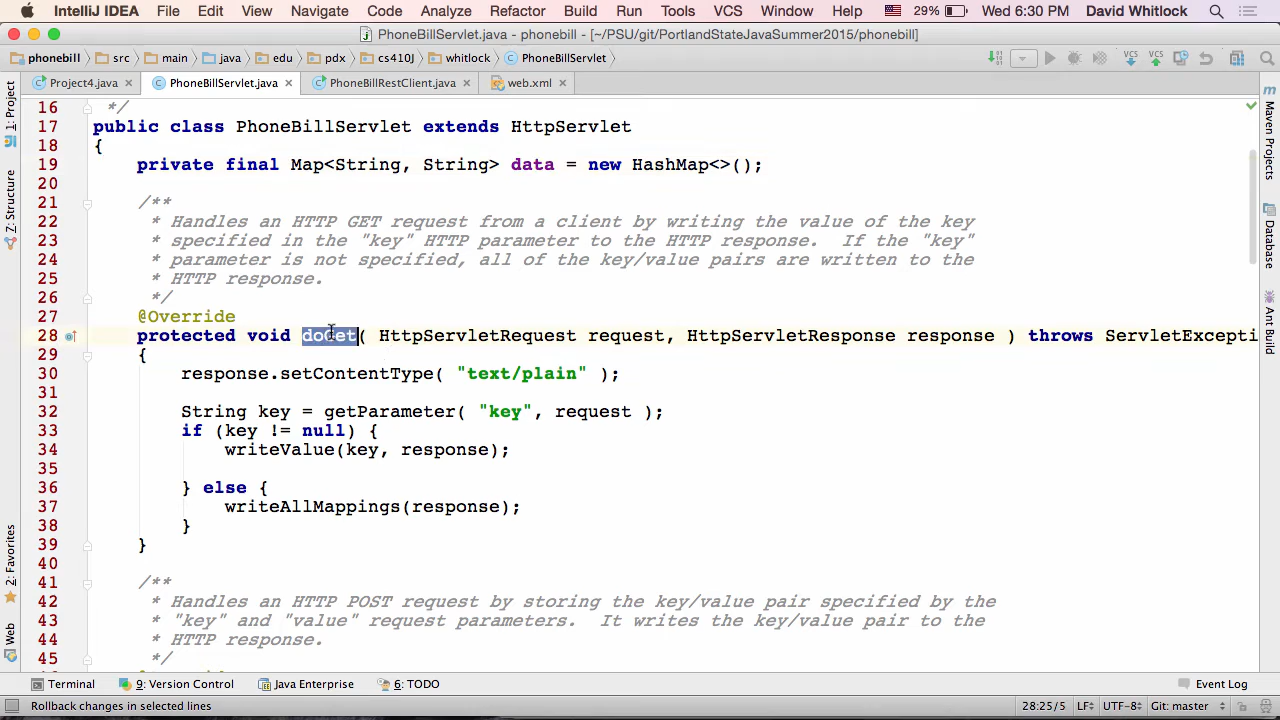 IntelliJ IDEA File Edit View Navigate Code Analyze Refactor Build Run Tools VCS Window Help 29% Wed 6:30 PM David Whitlock
PhoneBillServlet.java - phonebill - [~/PSU/git/PortlandStateJavaSummer2015/phonebill]
phonebill src main java edu pdx cs410J whitlock PhoneBillServlet VCS VCS
Project4.java PhoneBillServlet.java PhoneBillRestClient.java web.xml
1: Project
Z: Structure
2: Favorites
Web
16 */
17 public class PhoneBillServlet extends HttpServlet
18 {
19 private final Map<String, String> data = new HashMap<>();
20
21 /**
22 * Handles an HTTP GET request from a client by writing the value of the key
23 * specified in the "key" HTTP parameter to the HTTP response.  If the "key"
24 * parameter is not specified, all of the key/value pairs are written to the
25 * HTTP response.
26 */
27 @Override
28 protected void doGet( HttpServletRequest request, HttpServletResponse response ) throws ServletExcepti
29 {
30 response.setContentType( "text/plain" );
31
32 String key = getParameter( "key", request );
33 if (key != null) {
34 writeValue(key, response);
35
36 } else {
37 writeAllMappings(response);
38 }
39 }
40
41 /**
42 * Handles an HTTP POST request by storing the key/value pair specified by the
43 * "key" and "value" request parameters.  It writes the key/value pair to the
44 * HTTP response.
45 */
m
Maven Projects
Database
Ant Build
Terminal 9: Version Control Java Enterprise 6: TODO Event Log
Rollback changes in selected lines 28:25/5 LF÷ UTF-8÷ Git: master